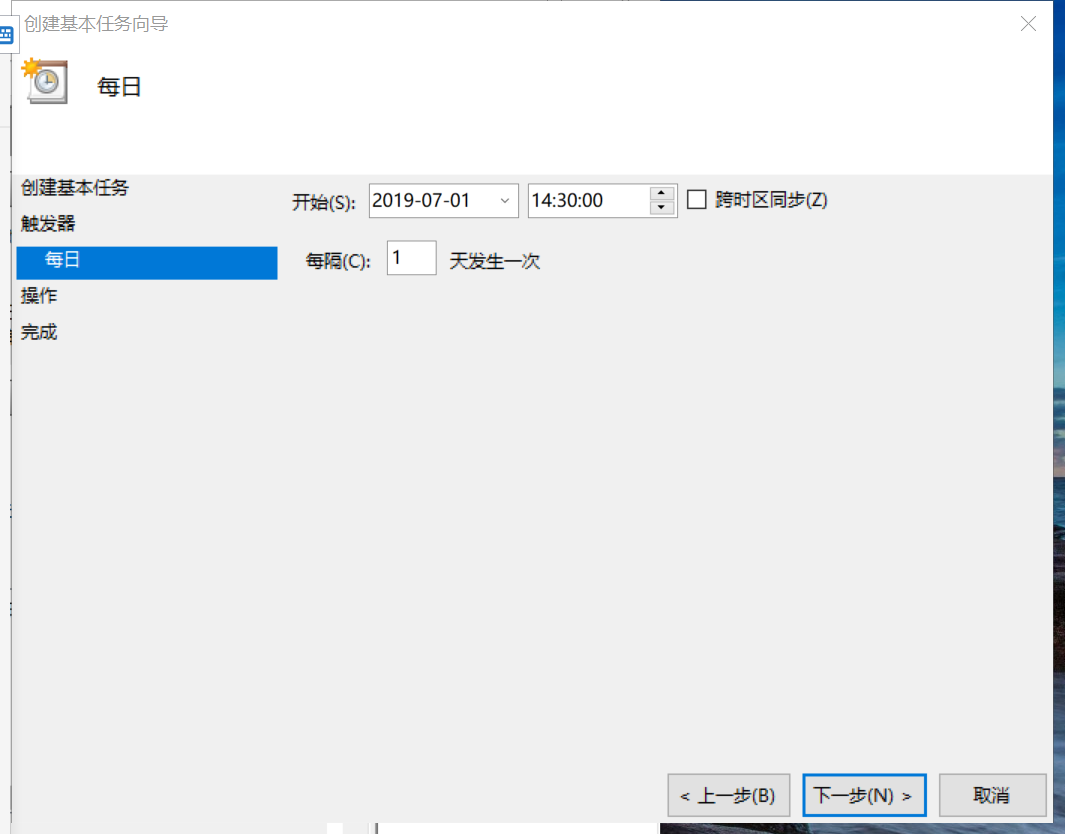 创建基本任务向导
每日
创建基本任务
触发器
每日
操作
完成
开始(S): 2019-07-01 14:30:00 跨时区同步(Z)
每隔(C): 1 天发生一次
< 上一步(B) 下一步(N) > 取消